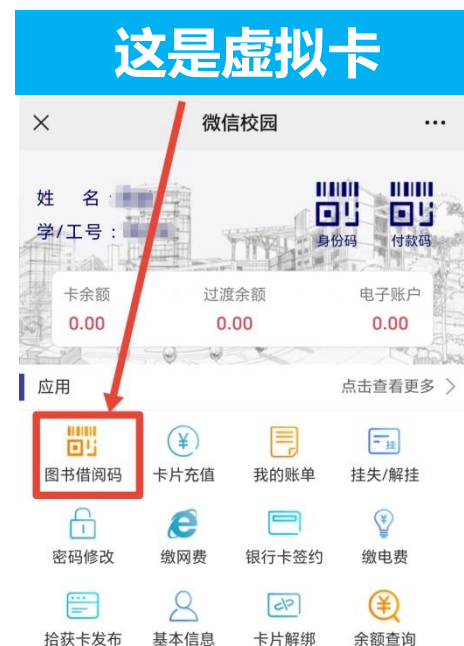 这是虚拟卡
微信校园
姓 名:
学/工号:
身份码 付款码
卡余额 过渡余额 电子账户
0.00 0.00 0.00
应用 点击查看更多
图书借阅码 卡片充值 我的账单 挂失/解挂
密码修改 缴网费 银行卡签约 缴电费
拾获卡发布 基本信息 卡片解绑 余额查询